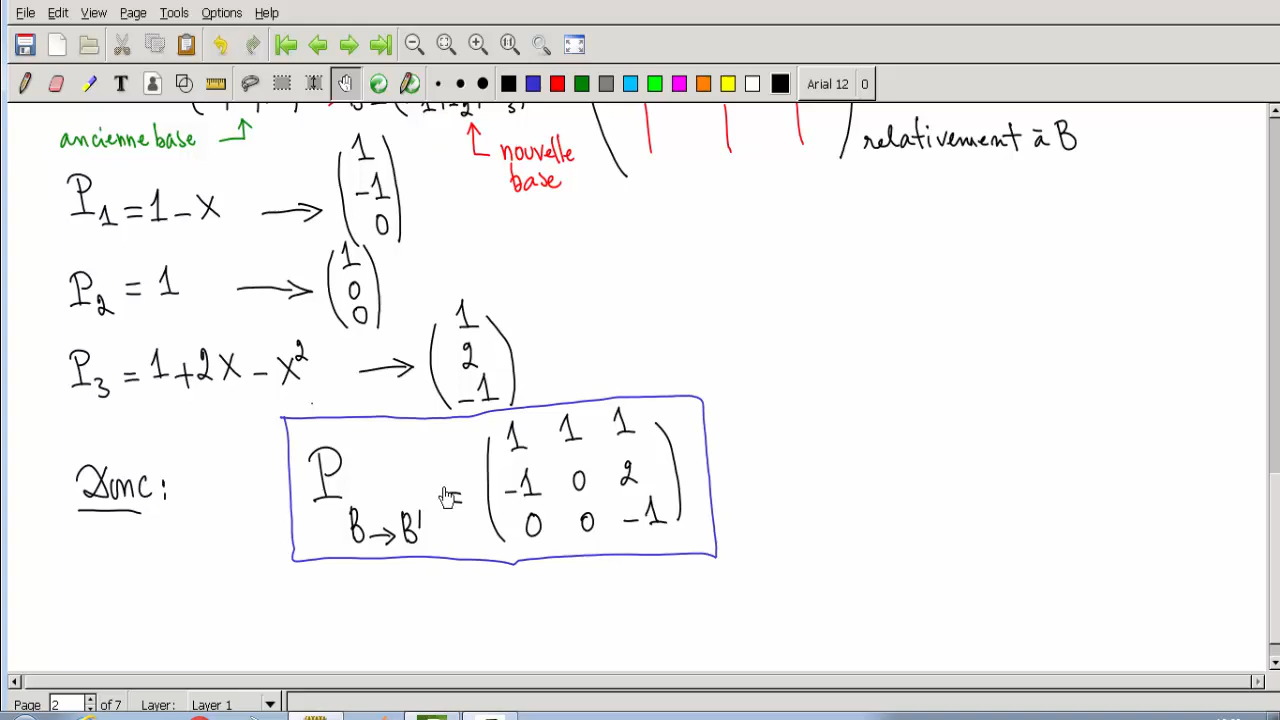 File Edit View Page Tools Options Help
Arial 12 0
ancienne base
nouvelle
base
relativement à B
P1 = 1 - X → (1 -1 0)
P2 = 1 → (1 0 0)
P3 = 1 + 2X - X² → (1 2 -1)
Donc :
P B→B' =
1 1 1
-1 0 2
0 0 -1
Page 2 of 7 Layer: Layer 1